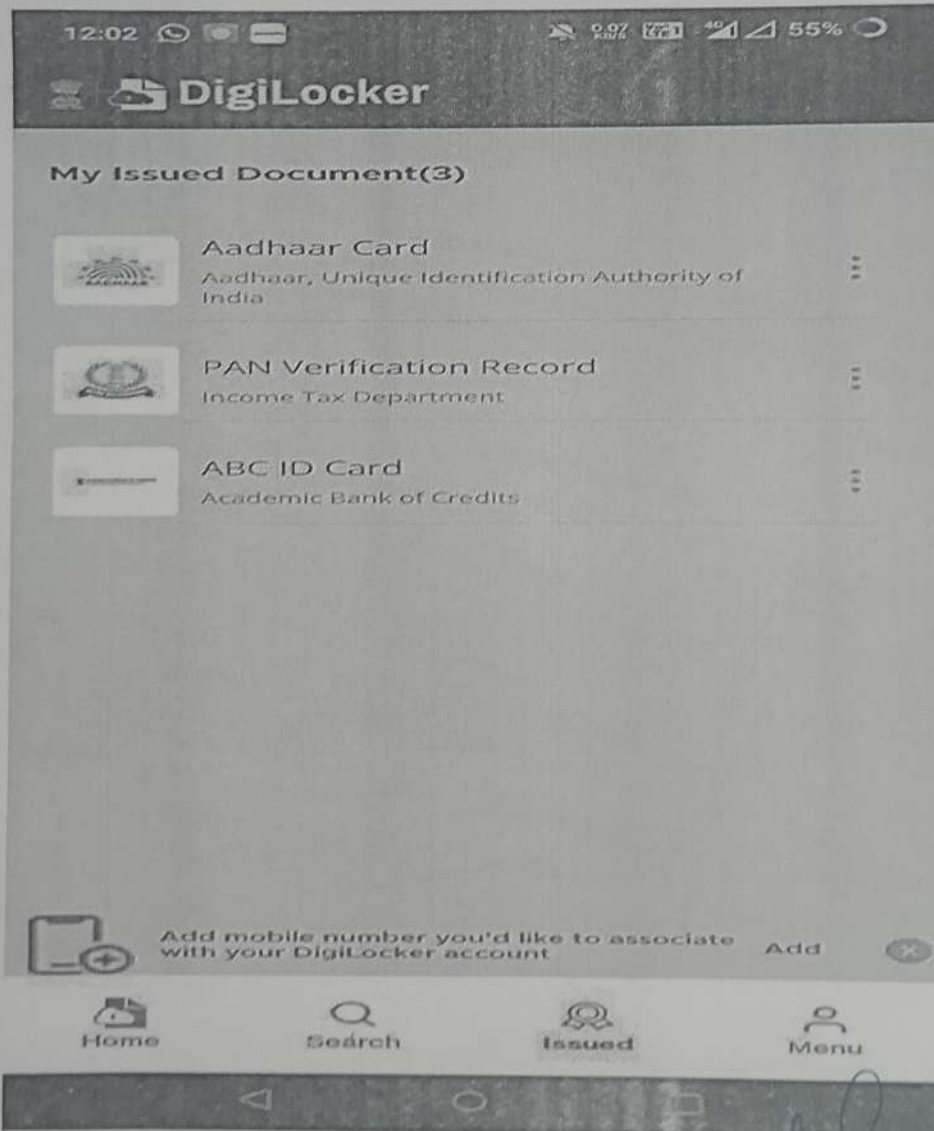 12:02 55%
DigiLocker
My Issued Document(3)
Aadhaar Card
Aadhaar, Unique Identification Authority of
India
AADHAAR
PAN Verification Record
Income Tax Department
ABC ID Card
Academic Bank of Credits
Add mobile number you'd like to associate
with your DigiLocker account
Add
Home Search Issued Menu